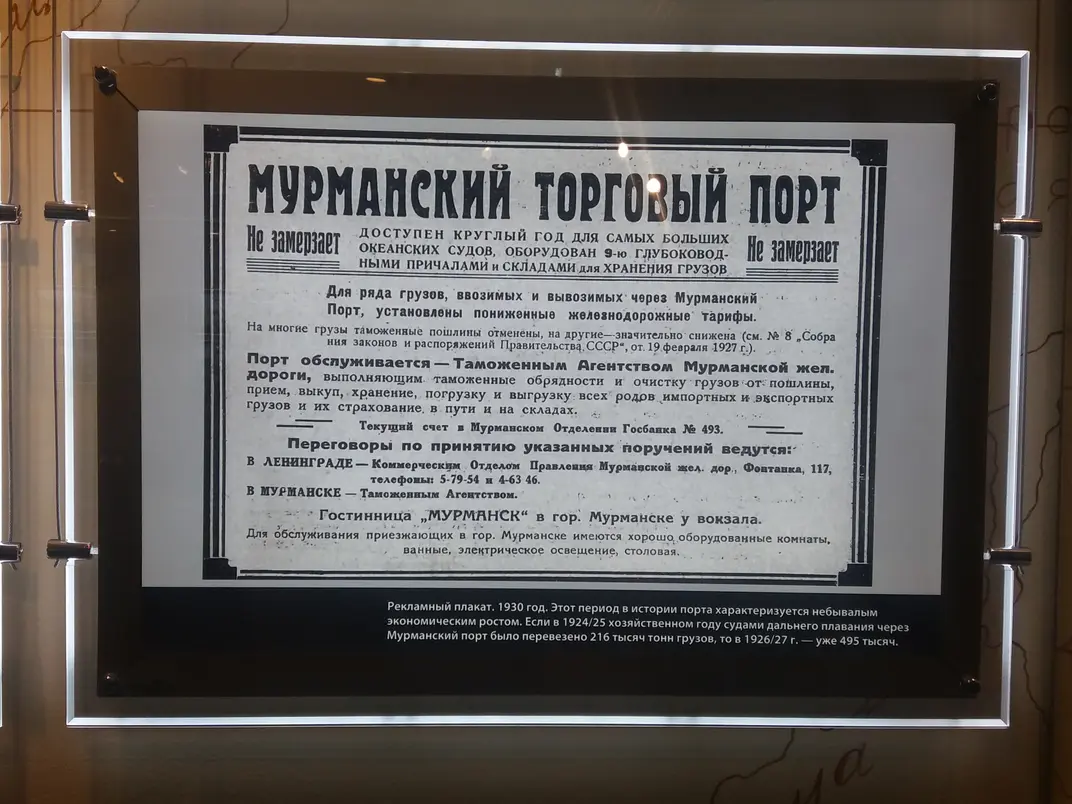 МУРМАНСКИЙ ТОРГОВЫЙ ПОРТ
Не замерзает
ДОСТУПЕН КРУГЛЫЙ ГОД ДЛЯ САМЫХ БОЛЬШИХ
ОКЕАНСКИХ СУДОВ, ОБОРУДОВАН 9-ю ГЛУБОКОВОД-
НЫМИ ПРИЧАЛАМИ и СКЛАДАМИ для ХРАНЕНИЯ ГРУЗОВ
Не замерзает
Для ряда грузов, ввозимых и вывозимых через Мурманский
Порт, установлены пониженные железнодорожные тарифы.
На многие грузы таможенные пошлины отменены, на другие—значительно снижена (см. № 8 „Собра
ния законов и распоряжений Правительства СССР“, от 19 февраля 1927 г.).
Порт обслуживается — Таможенным Агентством Мурманской жел.
дороги, выполняющим таможенные обрядности и очистку грузов от пошлины,
прием, выкуп, хранение, погрузку и выгрузку всех родов импортных и экспортных
грузов и их страхование в пути и на складах.
Текущий счет в Мурманском Отделении Госбанка № 493.
Переговоры по принятию указанных поручений ведутся:
В ЛЕНИНГРАДЕ — Коммерческим Отделом Правления Мурманской жел. дор., Фонтанка, 117,
телефоны: 5-79-54 и 4-63 46.
В МУРМАНСКЕ — Таможенным Агентством.
Гостинница „МУРМАНСК“ в гор. Мурманске у вокзала.
Для обслуживания приезжающих в гор. Мурманске имеются хорошо оборудованные комнаты,
ванные, электрическое освещение, столовая.
Рекламный плакат. 1930 год. Этот период в истории порта характеризуется небывалым
экономическим ростом. Если в 1924/25 хозяйственном году судами дальнего плавания через
Мурманский порт было перевезено 216 тысяч тонн грузов, то в 1926/27 г. — уже 495 тысяч.